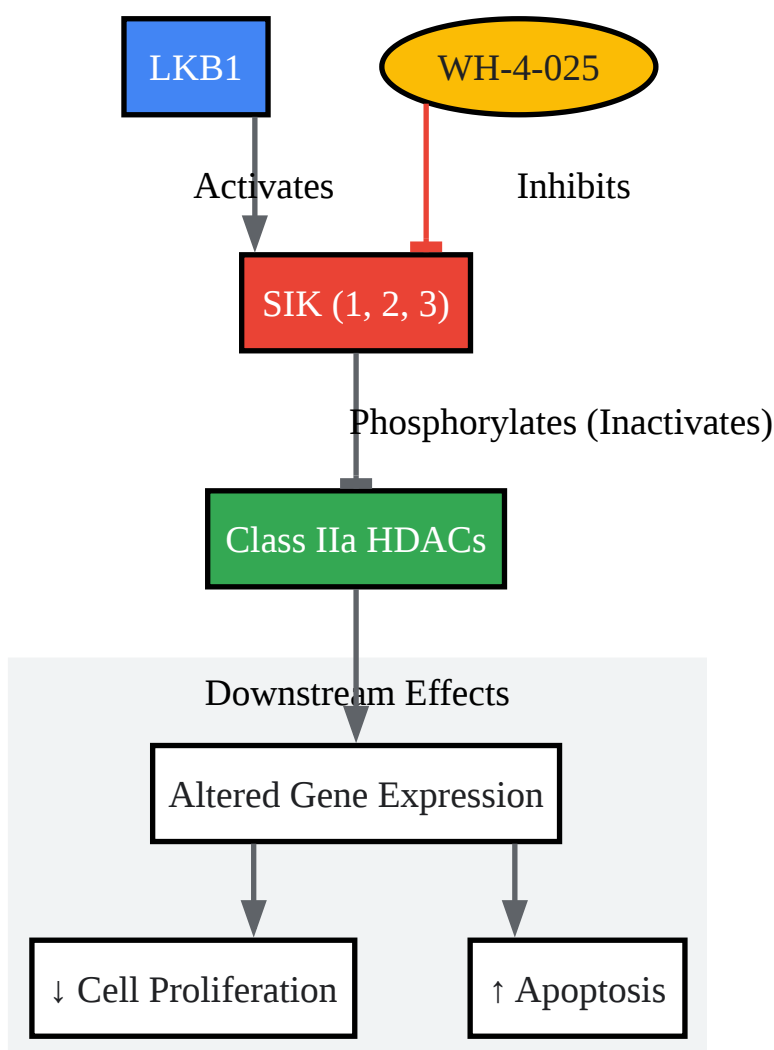 LKB1
WH-4-025
Activates
Inhibits
SIK (1, 2, 3)
Phosphorylates (Inactivates)
Class IIa HDACs
Downstream Effects
Altered Gene Expression
↓ Cell Proliferation
↑ Apoptosis